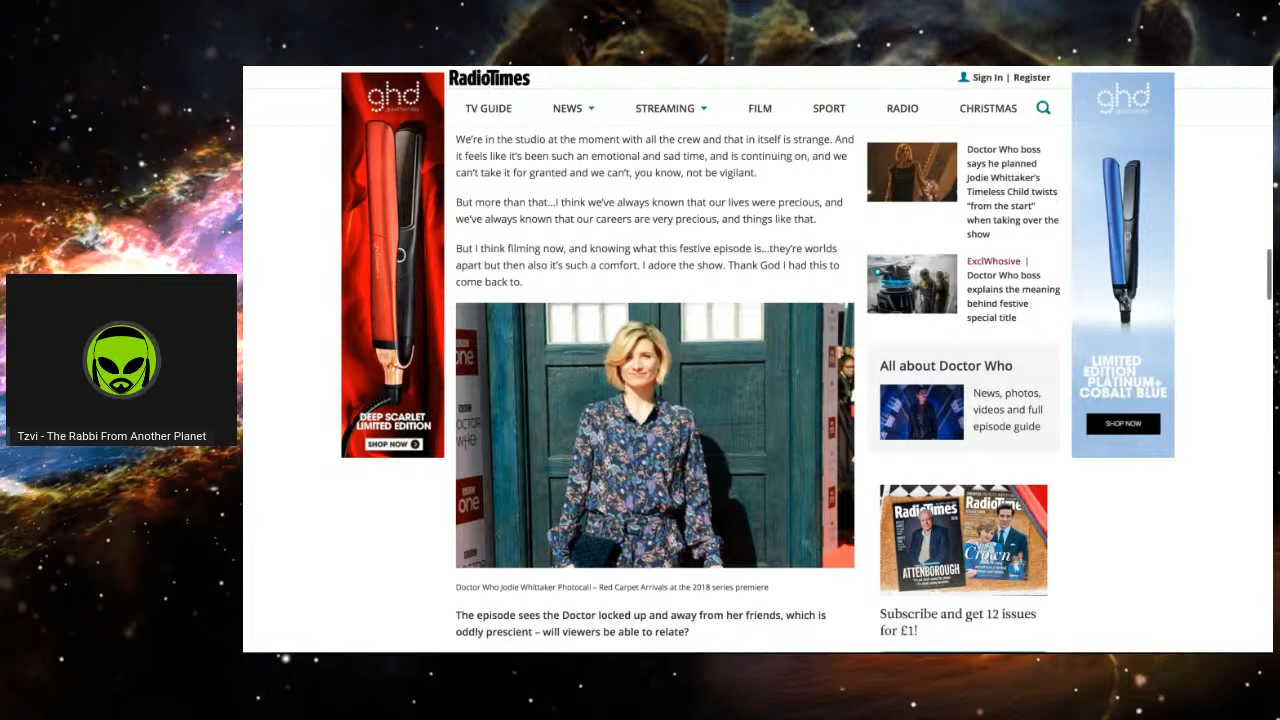 ghd
RadioTimes
Sign In | Register
TV GUIDE
NEWS
STREAMING
FILM
SPORT
RADIO
CHRISTMAS
ghd
We're in the studio at the moment with all the crew and that in itself is strange. And
it feels like it's been such an emotional and sad time, and is continuing on, and we
can't take it for granted and we can't, you know, not be vigilant.
But more than that...I think we've always known that our lives were precious, and
we've always known that our careers are very precious, and things like that.
But I think filming now, and knowing what this festive episode is...they're worlds
apart but then also it's such a comfort. I adore the show. Thank God I had this to
come back to.
one
DOCTOR
WHO
one
Doctor Who Jodie Whittaker Photocall – Red Carpet Arrivals at the 2018 series premiere
The episode sees the Doctor locked up and away from her friends, which is
oddly prescient – will viewers be able to relate?
Doctor Who boss
says he planned
Jodie Whittaker's
Timeless Child twists
"from the start"
when taking over the
show
ExclWhosive |
Doctor Who boss
explains the meaning
behind festive
special title
All about Doctor Who
News, photos,
videos and full
episode guide
RadioTimes
ATTENBOROUGH
RadioTimes
Crown
Subscribe and get 12 issues
for £1!
DEEP SCARLET
LIMITED EDITION
SHOP NOW
LIMITED
EDITION
PLATINUM+
COBALT BLUE
SHOP NOW
Tzvi - The Rabbi From Another Planet